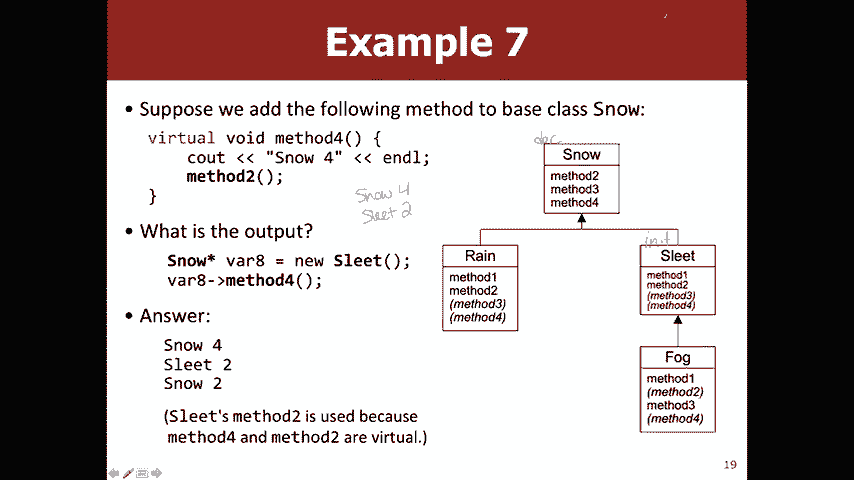 Example 7
• Suppose we add the following method to base class Snow:
virtual void method4() {
cout << "Snow 4" << endl;
method2();
}
Snow 4
Sleet 2
• What is the output?
Snow* var8 = new Sleet();
var8->method4();
• Answer:
Snow 4
Sleet 2
Snow 2
(Sleet's method2 is used because
method4 and method2 are virtual.)
dec
Snow
method2
method3
method4
Rain
method1
method2
(method3)
(method4)
init
Sleet
method1
method2
(method3)
(method4)
Fog
method1
(method2)
method3
(method4)
19